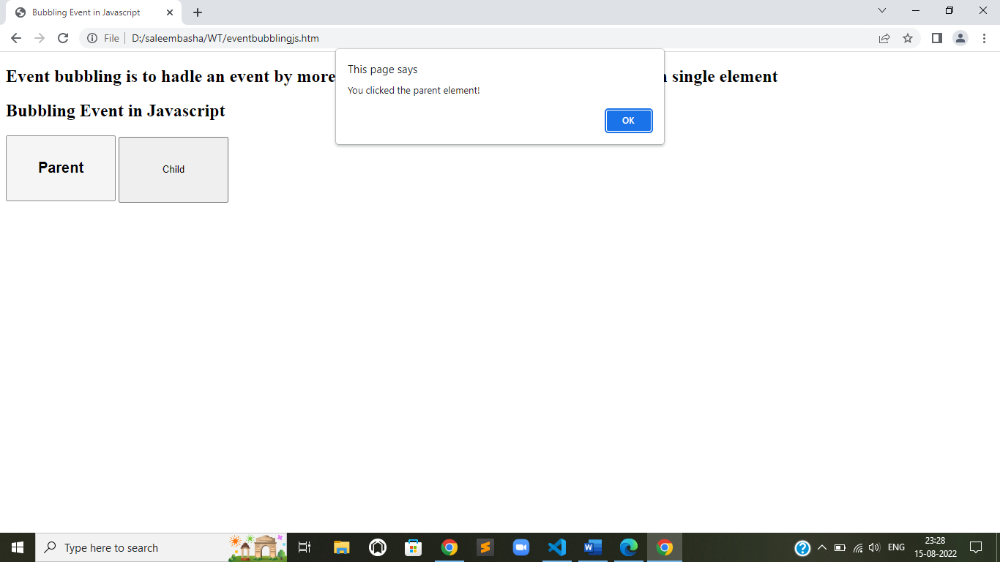 Bubbling Event in Javascript
File
D:/saleembasha/WT/eventbubblingjs.htm
This page says
You clicked the parent element!
OK
Event bubbling is to hadle an event by more single element
Bubbling Event in Javascript
Parent
Child
Type here to search
ENG
23:28
15-08-2022